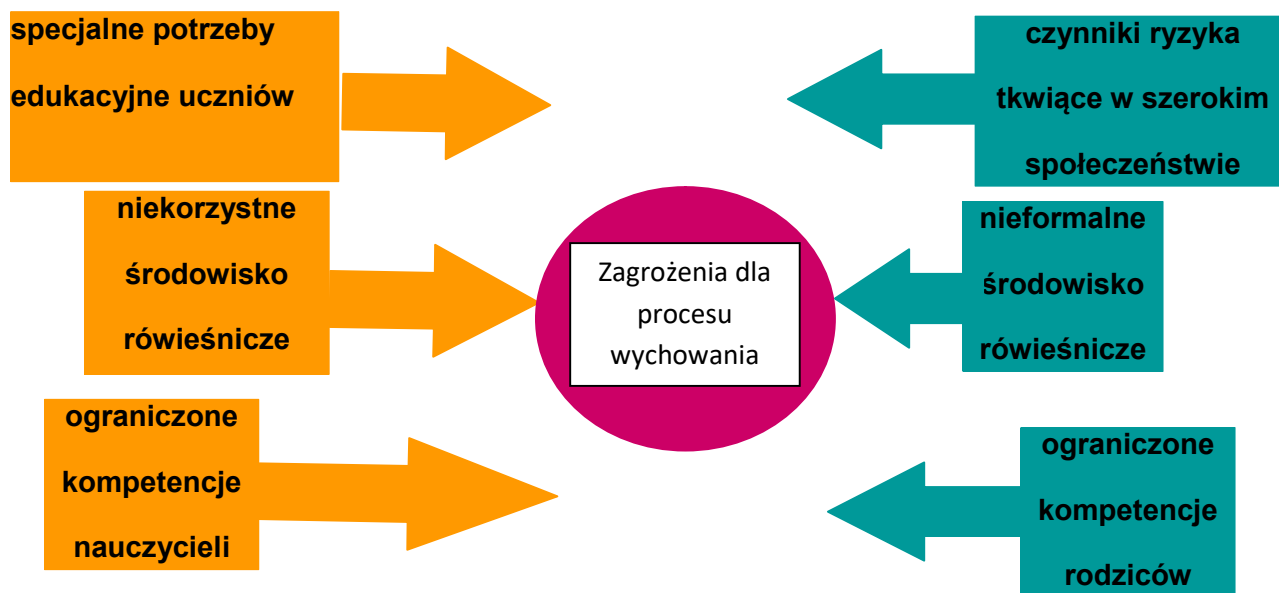 specjalne potrzeby
edukacyjne uczniów
czynniki ryzyka
tkwiące w szerokim
społeczeństwie
niekorzystne
środowisko
rówieśnicze
Zagrożenia dla
procesu
wychowania
nieformalne
środowisko
rówieśnicze
ograniczone
kompetencje
nauczycieli
ograniczone
kompetencje
rodziców